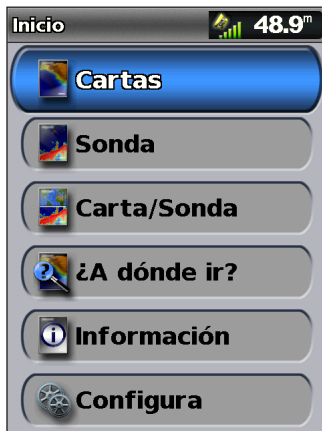 Inicio 48.9m
Cartas
Sonda
Carta/Sonda
¿A dónde ir?
Información
Configura